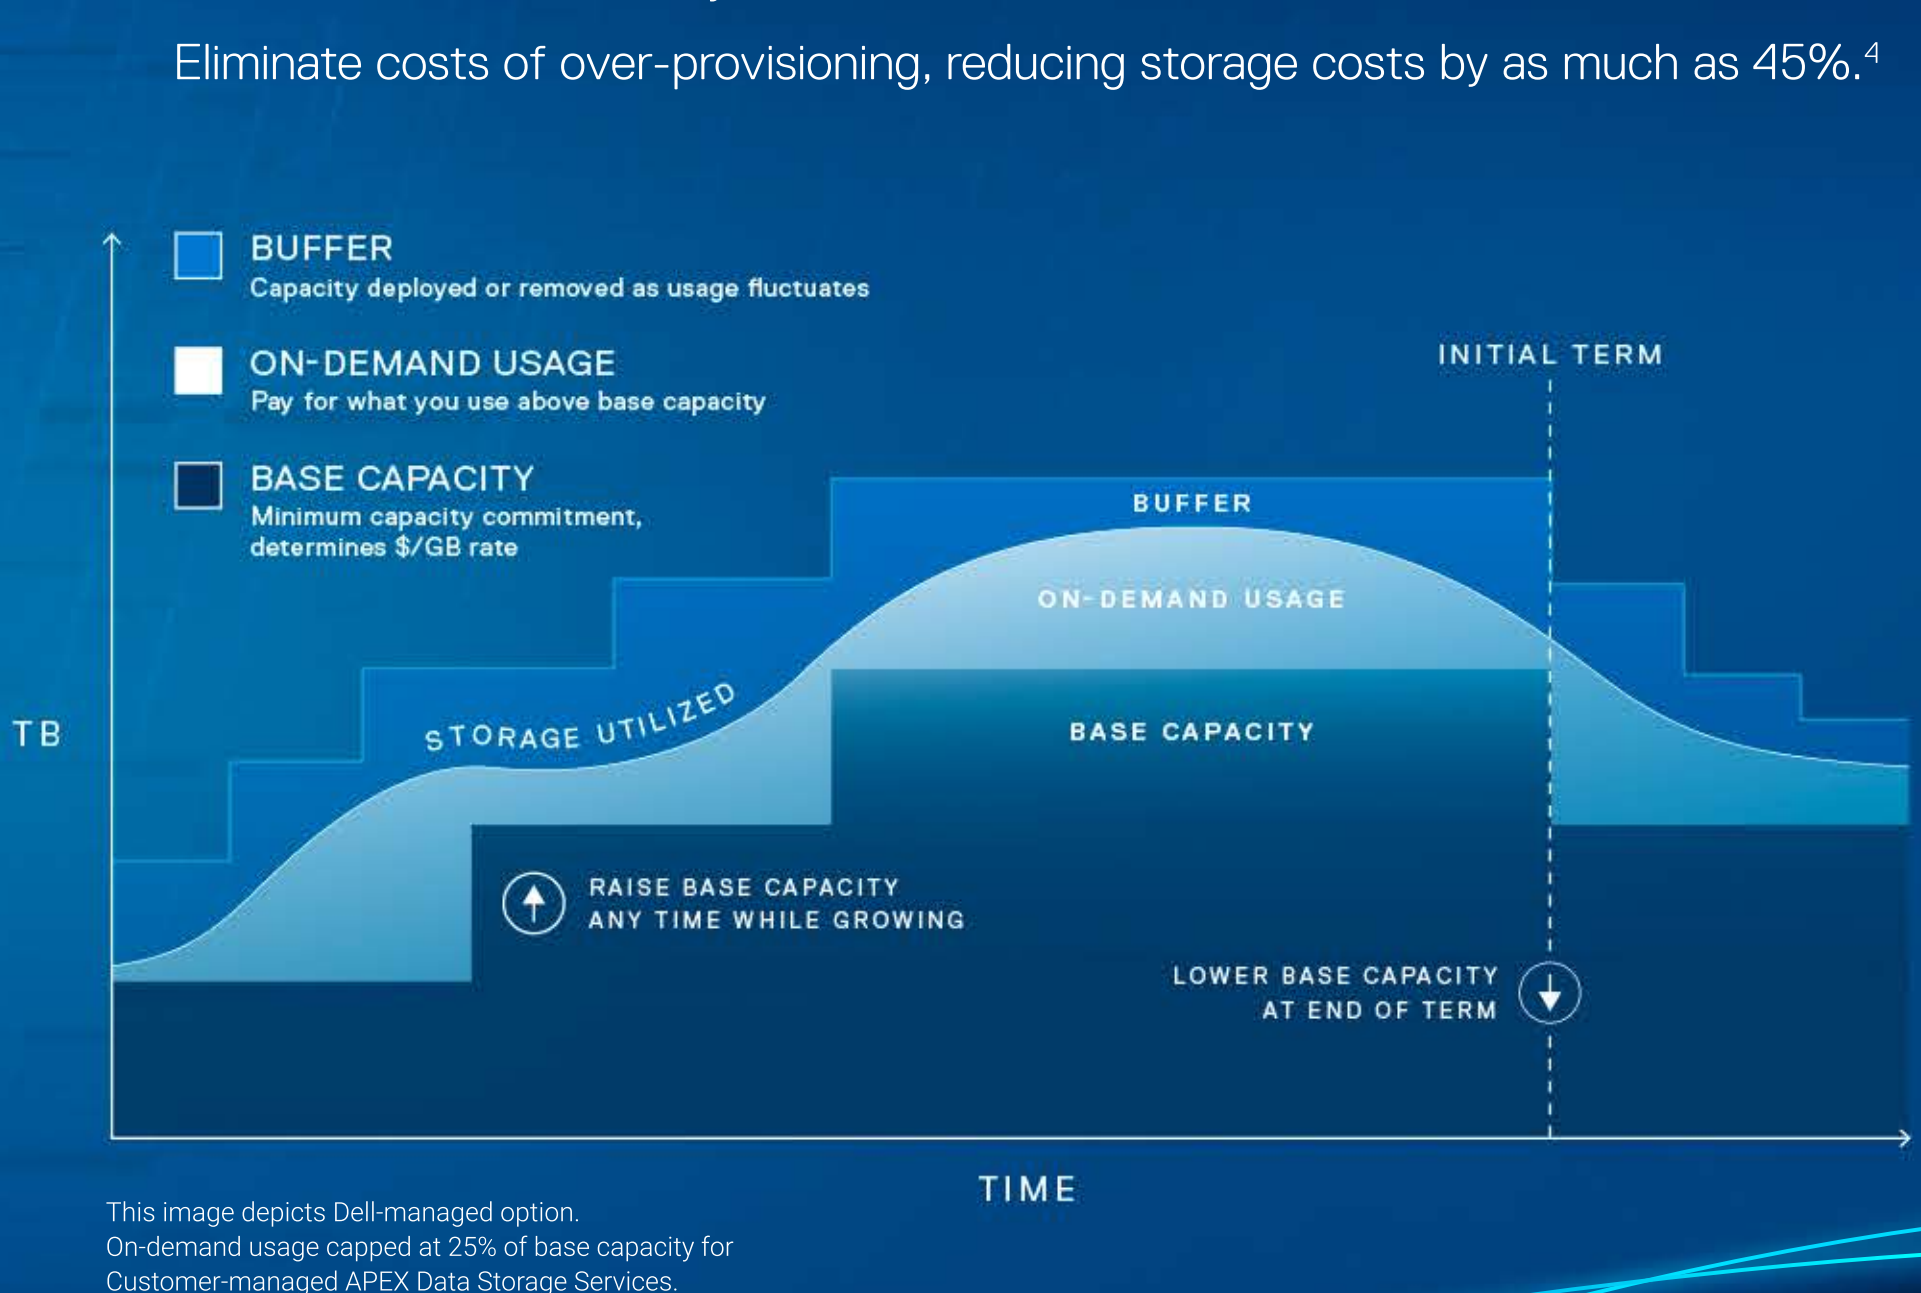 Eliminate costs of over-provisioning, reducing storage costs by as much as 45%.4
BUFFER
Capacity deployed or removed as usage fluctuates
ON-DEMAND USAGE
Pay for what you use above base capacity
BASE CAPACITY
Minimum capacity commitment,
determines $/GB rate
INITIAL TERM
BUFFER
ON-DEMAND USAGE
STORAGE UTILIZED
BASE CAPACITY
TB
RAISE BASE CAPACITY
ANY TIME WHILE GROWING
LOWER BASE CAPACITY
AT END OF TERM
TIME
This image depicts Dell-managed option.
On-demand usage capped at 25% of base capacity for
Customer-managed APEX Data Storage Services.